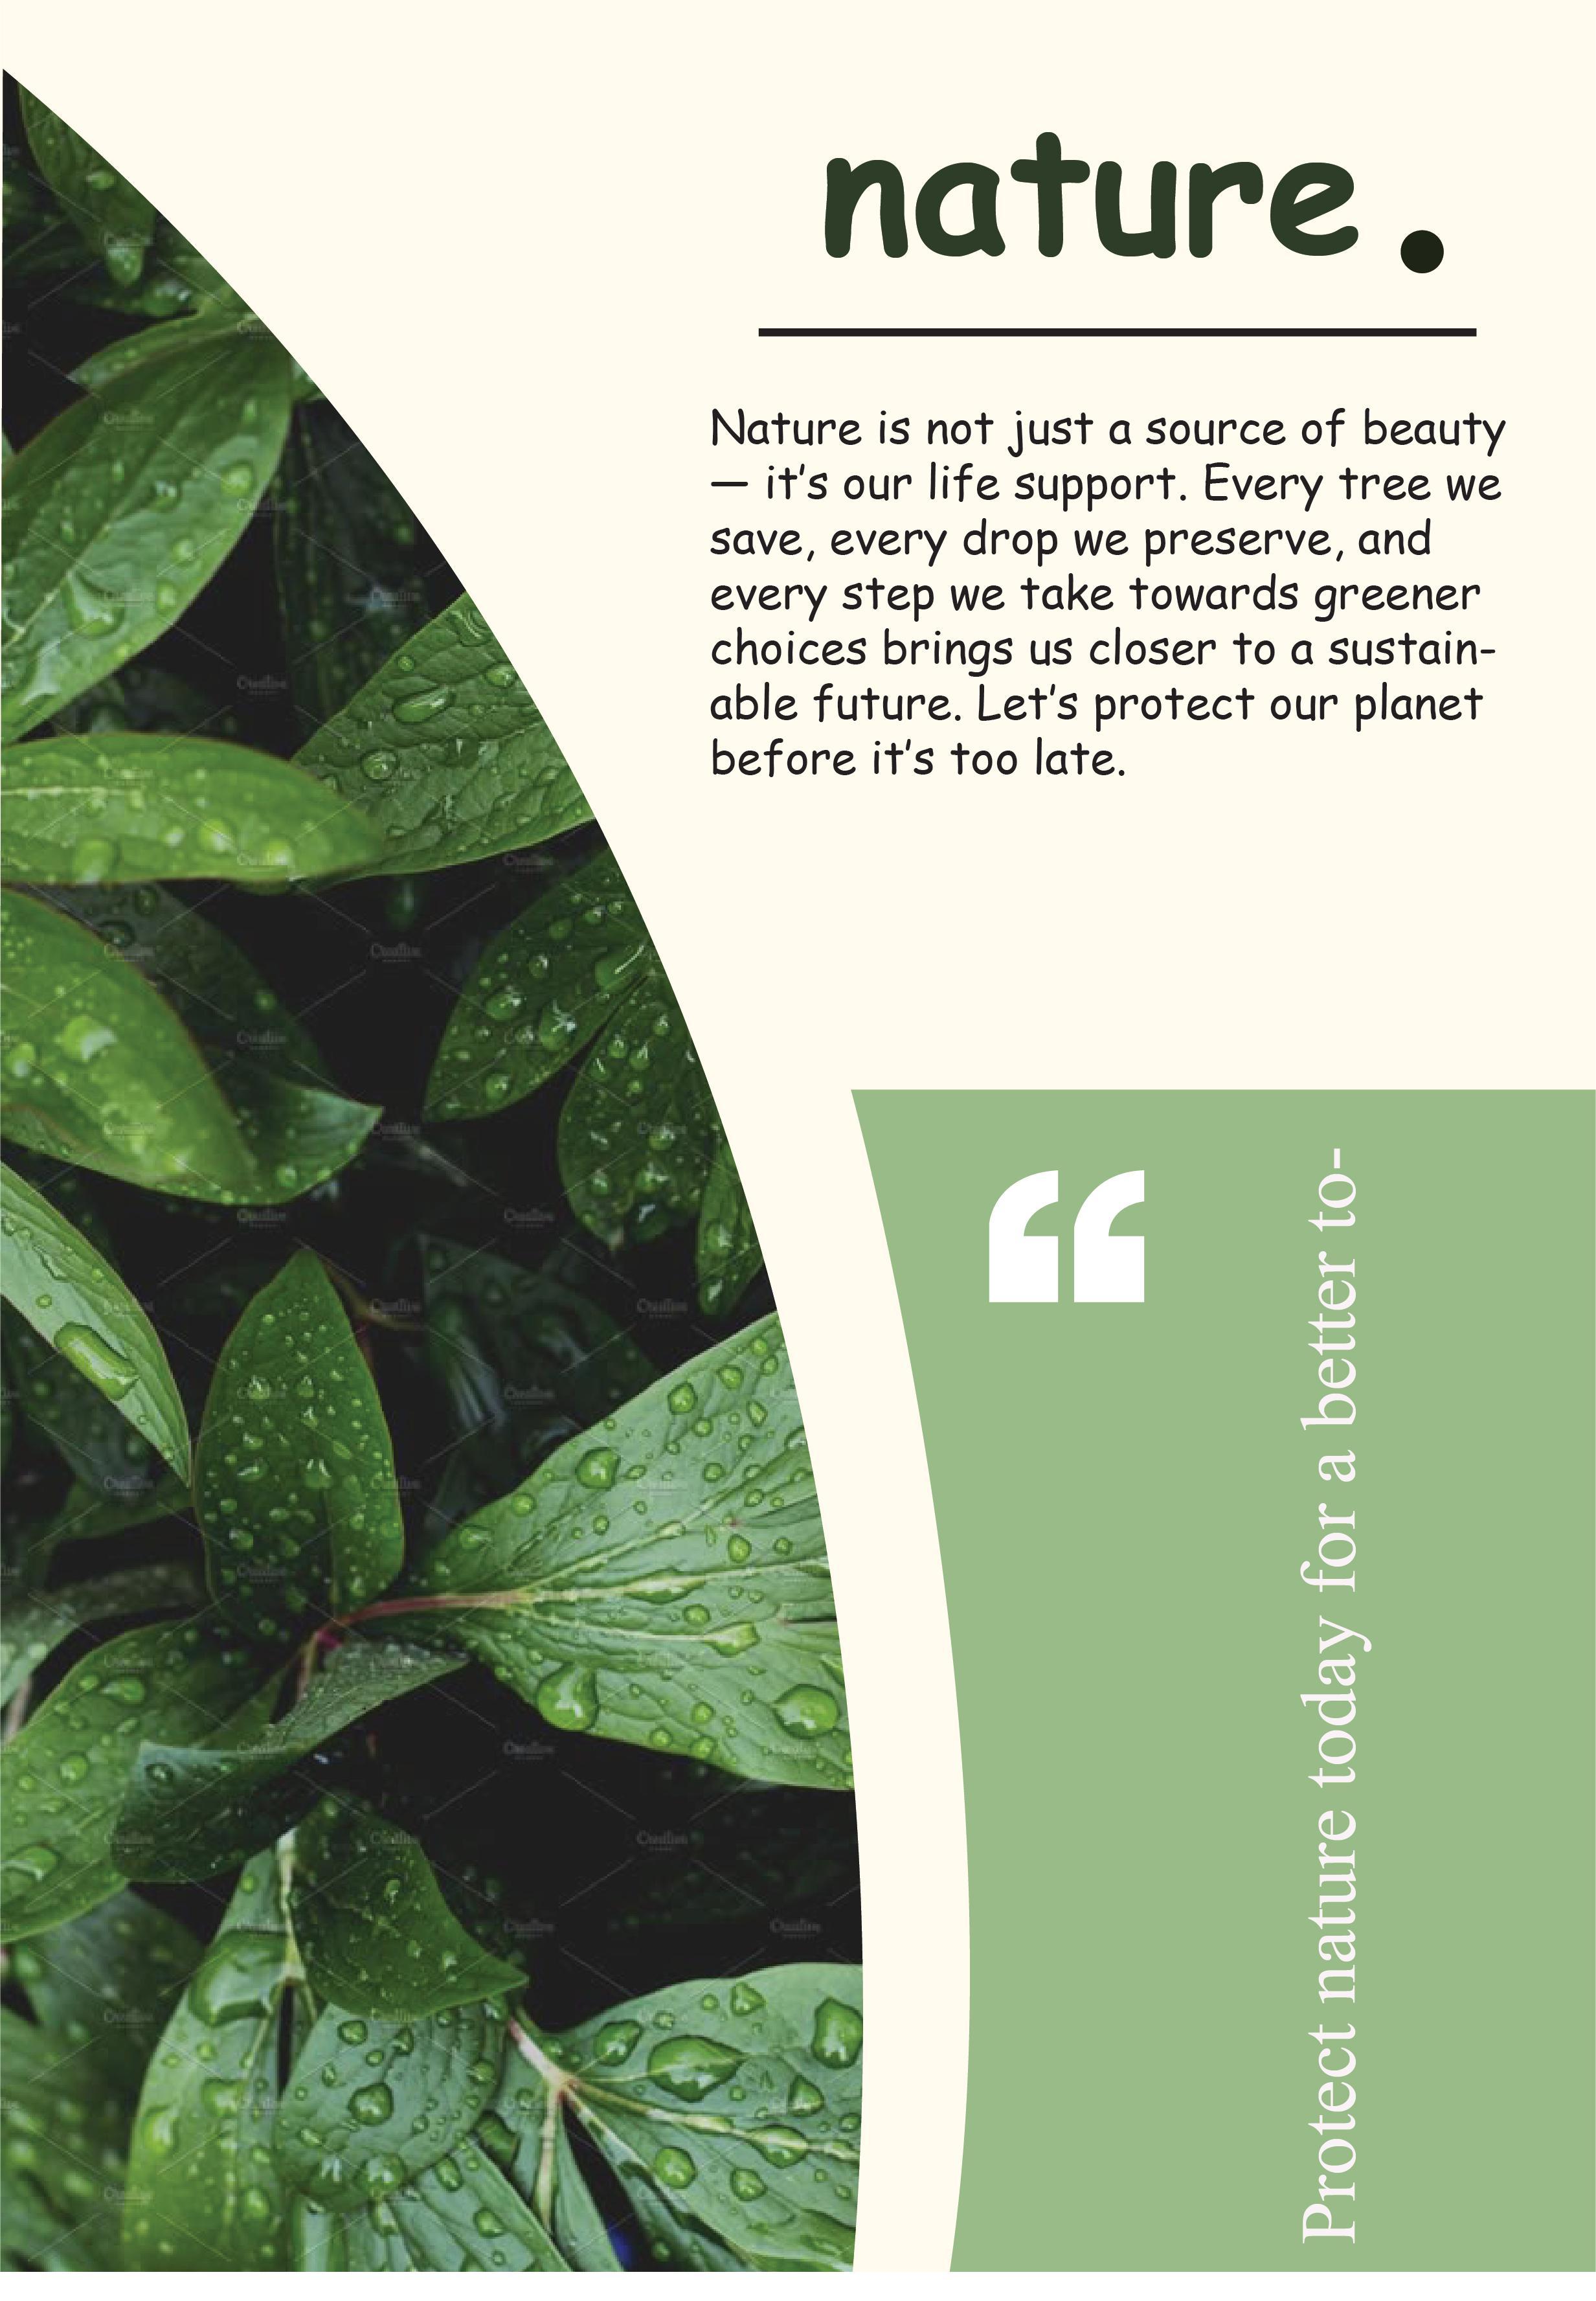 nature.
Nature is not just a source of beauty
— it's our life support. Every tree we
save, every drop we preserve, and
every step we take towards greener
choices brings us closer to a sustain-
able future. Let's protect our planet
before it's too late.
“
Protect nature today for a better to-